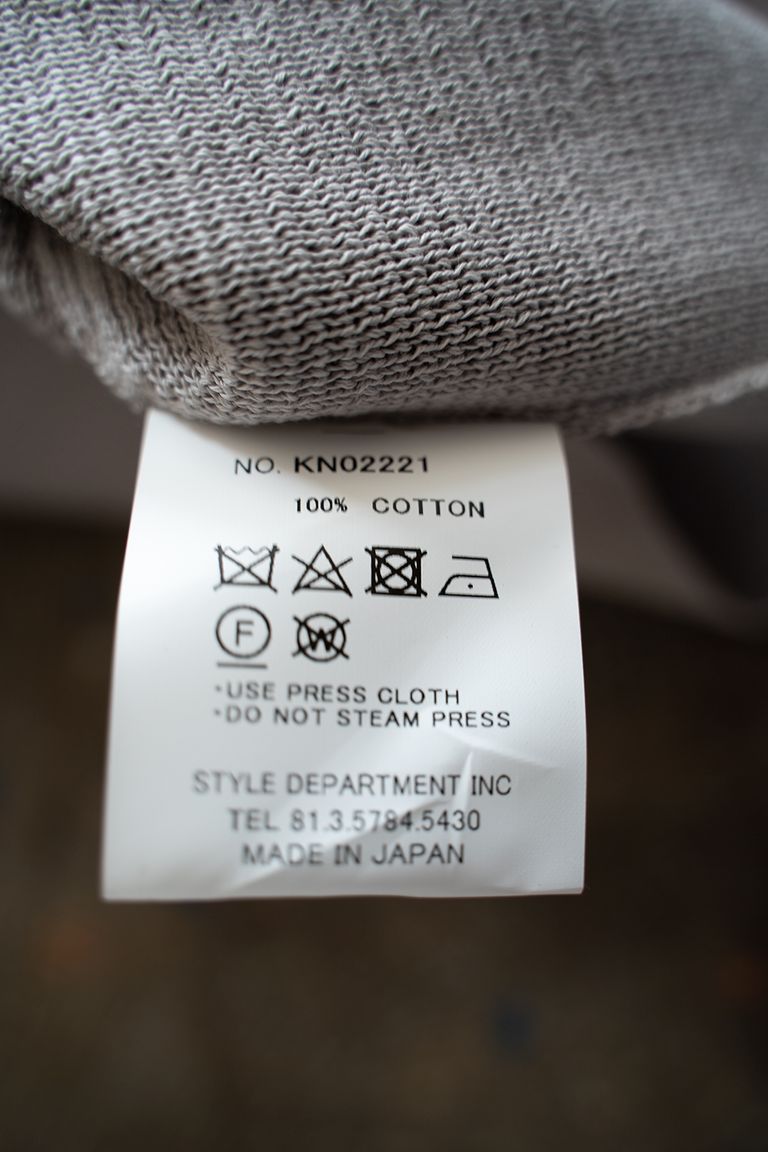 NO. KN02221
100% COTTON
F W
•USE PRESS CLOTH
•DO NOT STEAM PRESS
STYLE DEPARTMENT INC
TEL 81.3.5784.5430
MADE IN JAPAN